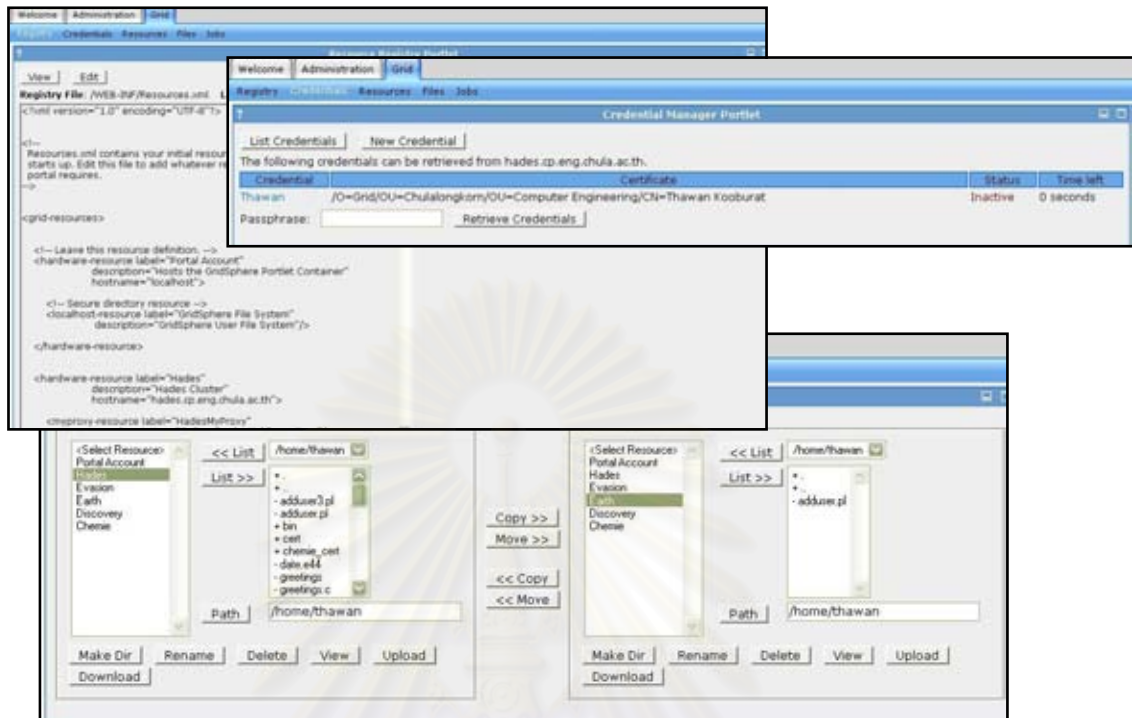 Welcome Administration Grid
Registry Credentials Resources Files Jobs
? Resource Registry Portlet
View Edit
Registry File: /WEB-INF/Resources.xml
<?xml version="1.0" encoding="UTF-8"?>
<!--
Resources.xml contains your initial
starts up. Edit this file to add whatever
portal requires.
-->
<grid-resources>
<!-- Leave this resource definition. -->
<hardware-resource label="Portal Account"
description="Hosts the GridSphere Portlet Container"
hostname="localhost">
<!-- Secure directory resource -->
<localhost-resource label="GridSphere File System"
description="GridSphere User File System"/>
</hardware-resource>
<hardware-resource label="Hades"
description="Hades Cluster"
hostname="hades.cp.eng.chula.ac.th">
<myproxy-resource label="HadesMyProxy"
Welcome Administration Grid
Registry Credentials Resources Files Jobs
? Credential Manager Portlet
List Credentials New Credential
The following credentials can be retrieved from hades.cp.eng.chula.ac.th.
Credential Certificate Status Time left
Thawan /O=Grid/OU=Chulalongkorn/OU=Computer Engineering/CN=Thawan Kooburat Inactive 0 seconds
Passphrase: Retrieve Credentials
<Select Resource>
Portal Account
Hades
Evasion
Earth
Discovery
Chemie
<< List /home/thawan
List >>
+ .
+ ..
- adduser3.pl
- adduser.pl
+ bin
+ cert
+ chemie_cert
- date.e44
- greetings
- greetings.c
Path /home/thawan
Make Dir Rename Delete View Upload
Download
Copy >>
Move >>
<< Copy
<< Move
<Select Resource>
Portal Account
Hades
Evasion
Earth
Discovery
Chemie
<< List /home/thawan
List >>
+ .
+ ..
- adduser.pl
Path /home/thawan
Make Dir Rename Delete View Upload
Download